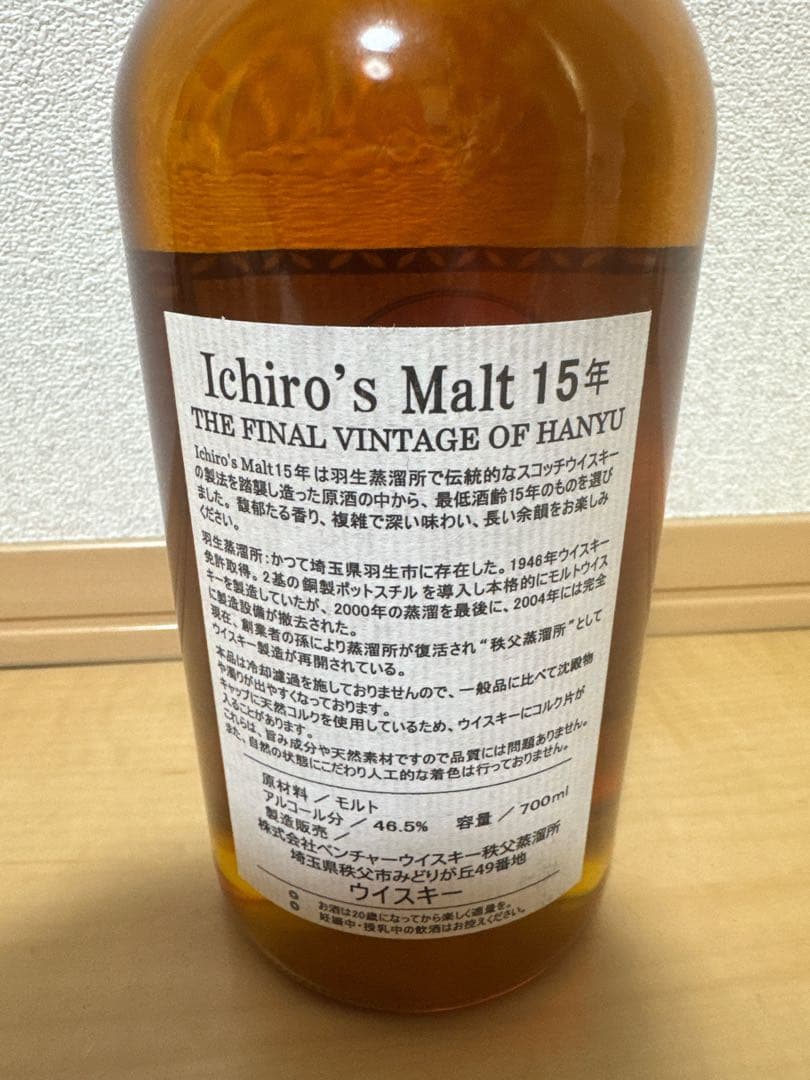 Ichiro's Malt 15年
THE FINAL VINTAGE OF HANYU
Ichiro's Malt15年は羽生蒸溜所で伝統的なスコッチウイスキー
の製法を踏襲し造った原酒の中から、最低酒齢15年のものを選び
ました。馥郁たる香り、複雑で深い味わい、長い余韻をお楽しみ
ください。
羽生蒸溜所：かつて埼玉県羽生市に存在した。1946年ウイスキー
免許取得。2基の銅製ポットスチルを導入し本格的にモルトウイス
キーを製造していたが、2000年の蒸溜を最後に、2004年には完全
に製造設備が撤去された。
現在、創業者の孫により蒸溜所が復活され“秩父蒸溜所”として
ウイスキー製造が再開されている。
本品は冷却濾過を施しておりませんので、一般品に比べて沈殿物
や濁りが出やすくなっております。
キャップに天然コルクを使用しているため、ウイスキーにコルク片が
入ることがあります。
これらは、旨み成分や天然素材ですので品質には問題ありません。
また、自然の状態にこだわり人工的な着色は行っておりません。
原材料／モルト
アルコール分／46.5% 容量／700ml
製造販売／
株式会社ベンチャーウイスキー秩父蒸溜所
埼玉県秩父市みどりが丘49番地
ウイスキー
お酒は20歳になってから楽しく適量を。
妊娠中・授乳中の飲酒はお控えください。